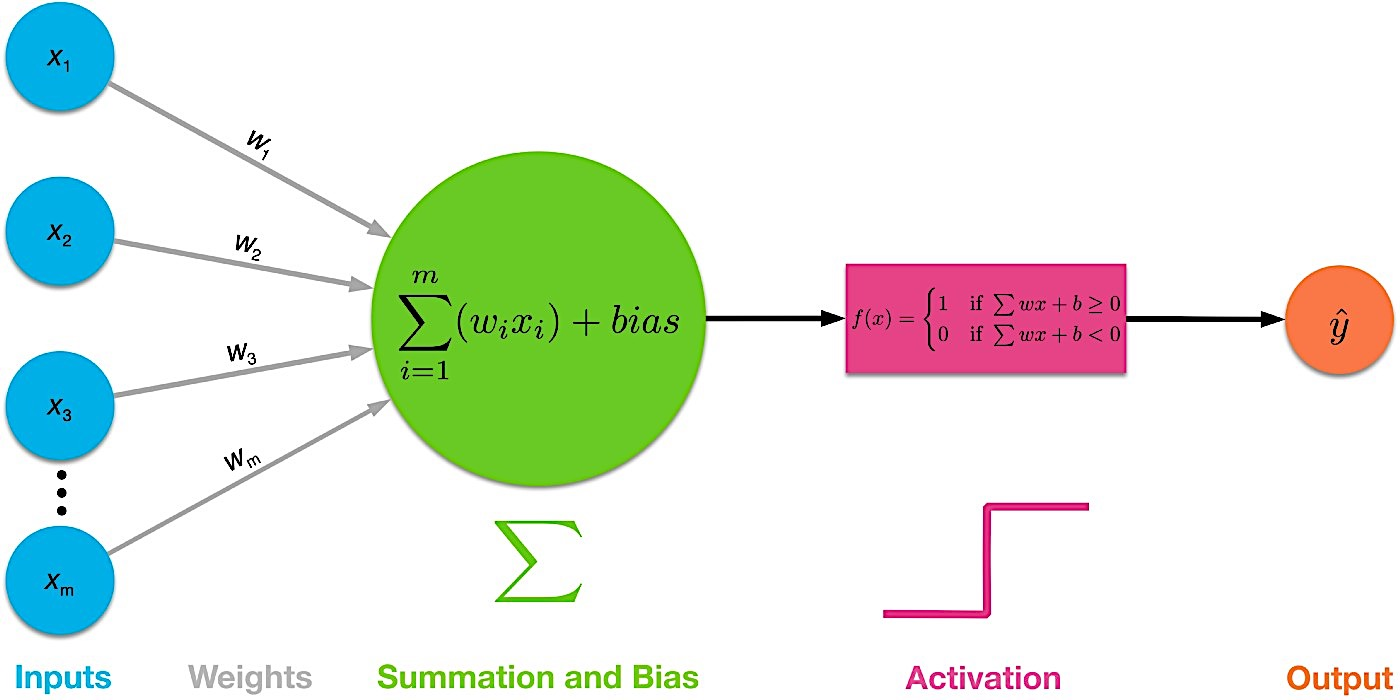 x₁
w₁
x₂
w₂
x₃
w₃
xₘ
wₘ
m
∑(wᵢxᵢ) + bias
i=1
f(x) = {1 if ∑ wx + b ≥ 0
0 if ∑ wx + b < 0
ŷ
∑
Inputs
Weights
Summation and Bias
Activation
Output